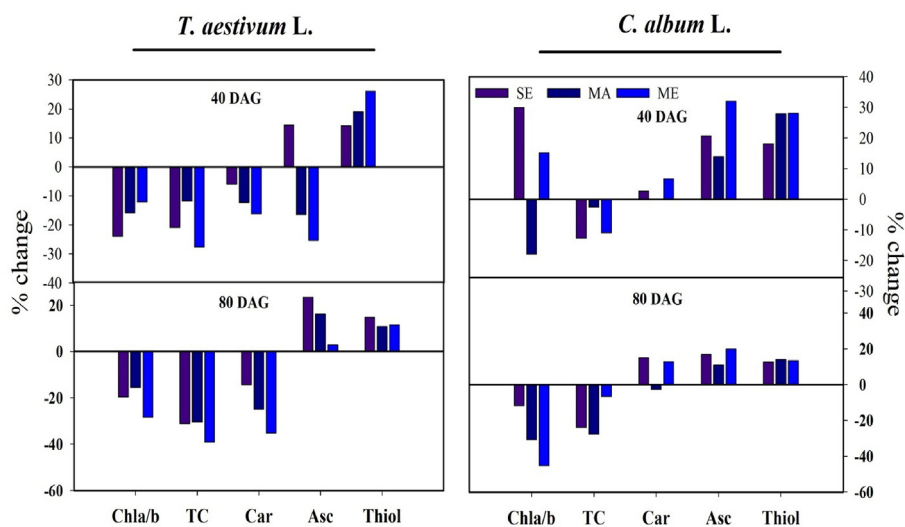 T. aestivum L.
C. album L.
30
40 DAG
20
10
0
-10
-20
-30
-40
% change
80 DAG
20
0
-20
-40
-60
Chla/b TC Car Asc Thiol
SE MA ME
40 DAG
40
30
20
10
0
-10
-20
-30
% change
80 DAG
40
20
0
-20
-40
-60
Chla/b TC Car Asc Thiol